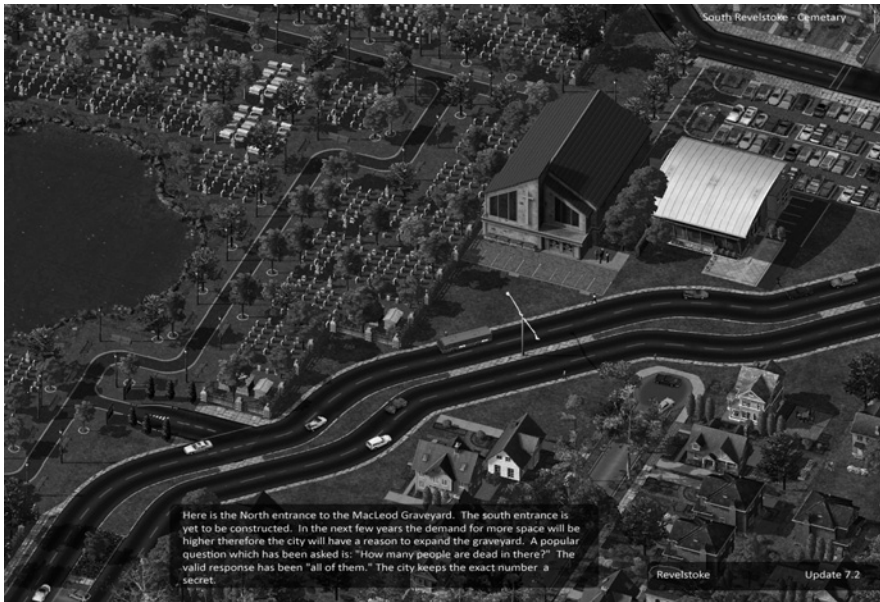 South Revelstoke - Cemetary
Here is the North entrance to the MacLeod Graveyard. The south entrance is
yet to be constructed. In the next few years the demand for more space will be
higher therefore the city will have a reason to expand the graveyard. A popular
question which has been asked is: "How many people are dead in there?" The
valid response has been "all of them." The city keeps the exact number a
secret.
Revelstoke Update 7.2